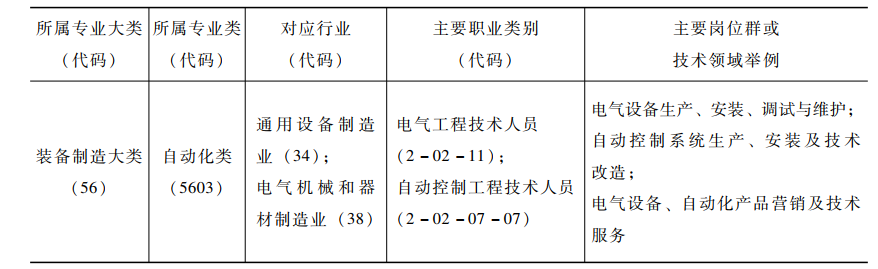 所属专业大类
（代码）
所属专业类
（代码）
对应行业
（代码）
主要职业类别
（代码）
主要岗位群或
技术领域举例
装备制造大类
(56)
自动化类
(5603)
通用设备制造
业（34）；
电气机械和器
材制造业（38）
电气工程技术人员
(2-02-11)；
自动控制工程技术人员
(2-02-07-07)
电气设备生产、安装、调试与维护；
自动控制系统生产、安装及技术
改造；
电气设备、自动化产品营销及技术
服务